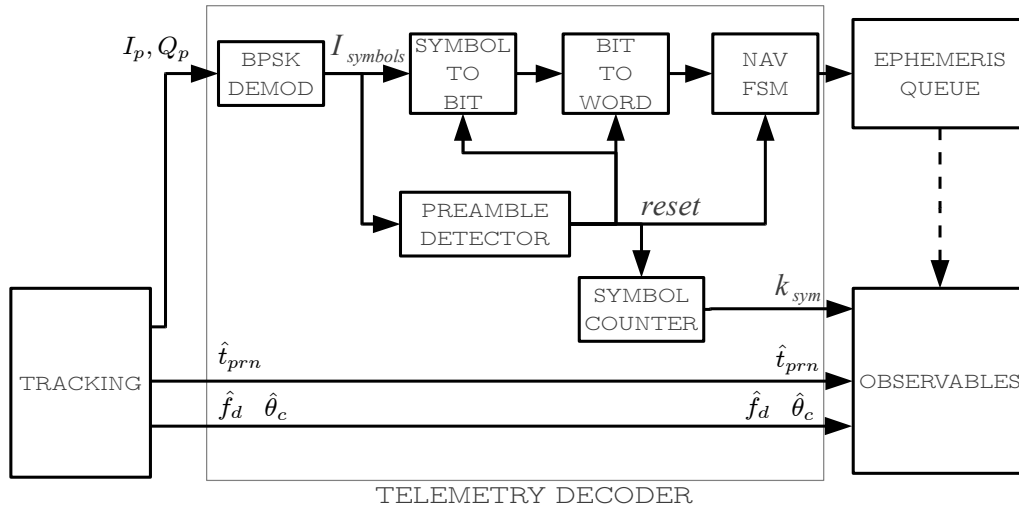 I_p, Q_p
BPSK
DEMOD
I_symbols
SYMBOL
TO
BIT
BIT
TO
WORD
NAV
FSM
EPHEMERIS
QUEUE
PREAMBLE
DETECTOR
reset
SYMBOL
COUNTER
k_sym
TRACKING
t̂_prn
t̂_prn
OBSERVABLES
f̂_d θ̂_c
f̂_d θ̂_c
TELEMETRY DECODER